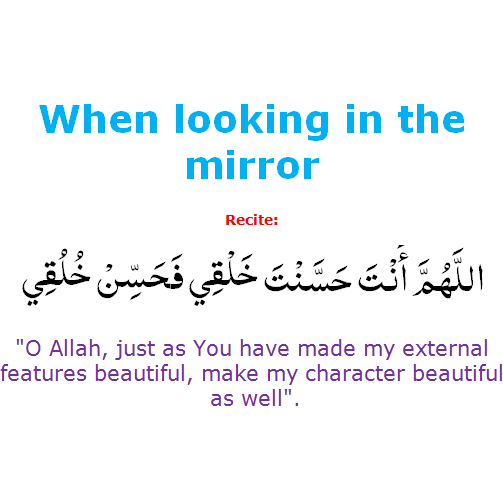 When looking in the
mirror
Recite:
اللَّهُمَّ أَنْتَ حَسَّنْتَ خَلْقِي فَحَسِّنْ خُلُقِي
"O Allah, just as You have made my external
features beautiful, make my character beautiful
as well".